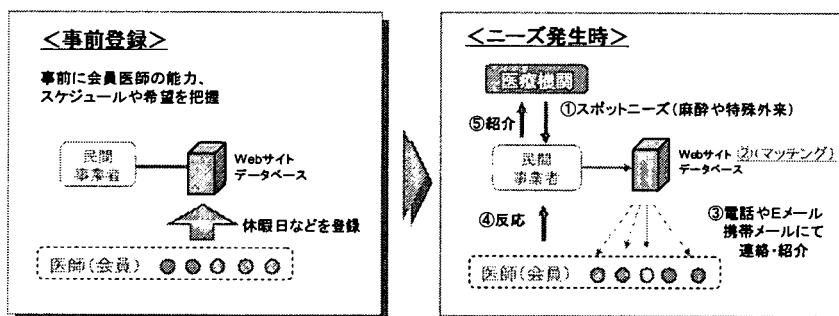 ＜事前登録＞
事前に会員医師の能力、
スケジュールや希望を把握
民間
事業者
Webサイト
データベース
休暇日などを登録
医師(会員)
＜ニーズ発生時＞
医療機関
①スポットニーズ(麻酔や特殊外来)
⑤紹介
民間
事業者
Webサイト ②(マッチング)
データベース
④反応
③電話やEメール
携帯メールにて
連絡・紹介
医師(会員)